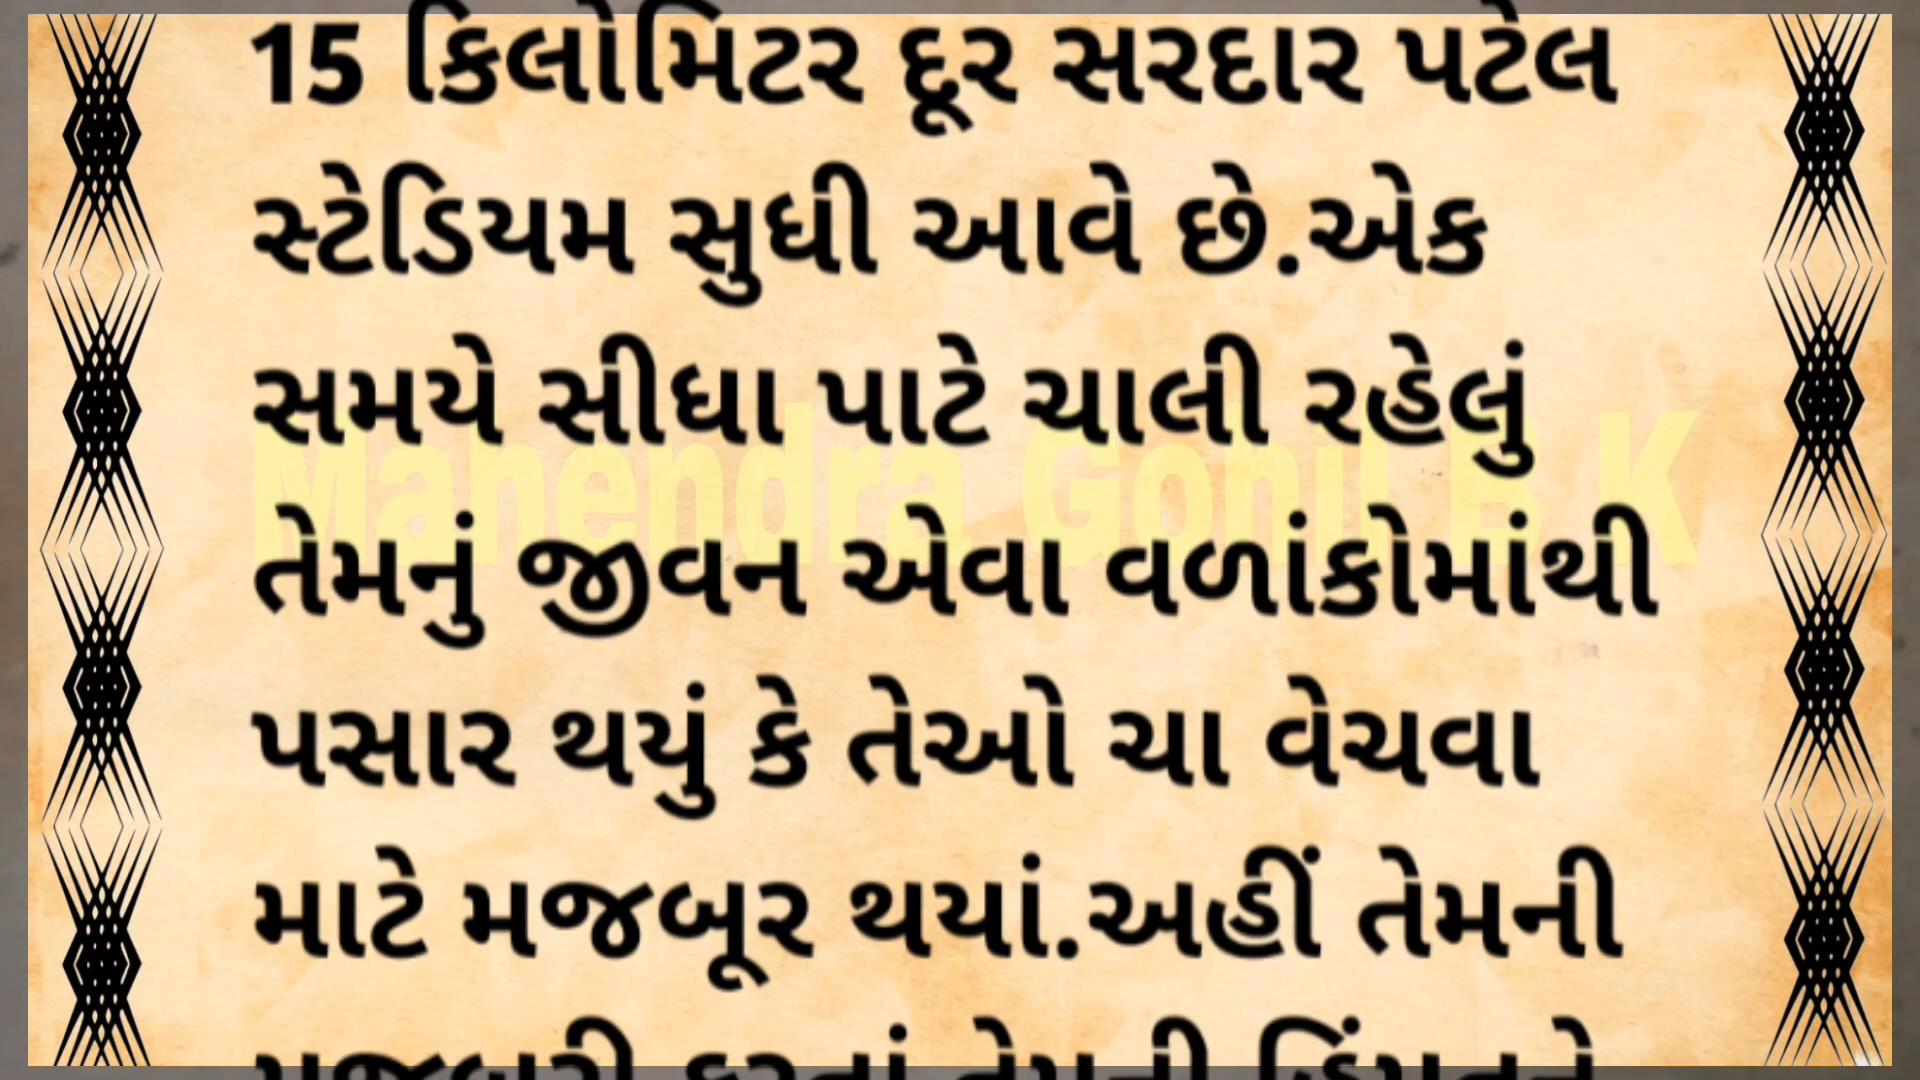 15 કિલોમિટર દૂર સરદાર પટેલ
સ્ટેડિયમ સુધી આવે છે.એક
સમયે સીધા પાટે ચાલી રહેલું
Mahendra Gohil B K
તેમનું જીવન એવા વળાંકોમાંથી
પસાર થયું કે તેઓ ચા વેચવા
માટે મજબૂર થયાં.અહીં તેમની